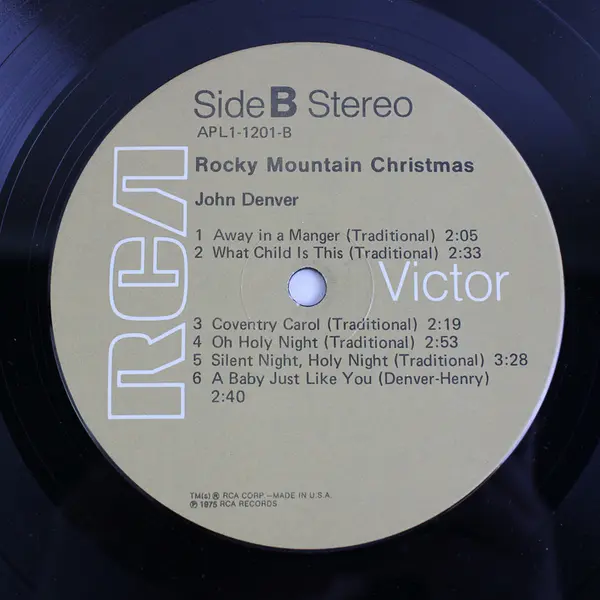 Side B Stereo
APL1-1201-B
Rocky Mountain Christmas
John Denver
1 Away in a Manger (Traditional) 2:05
2 What Child Is This (Traditional) 2:33
RCA
Victor
3 Coventry Carol (Traditional) 2:19
4 Oh Holy Night (Traditional) 2:53
5 Silent Night, Holy Night (Traditional) 3:28
6 A Baby Just Like You (Denver-Henry)
2:40
TM(s) ® RCA CORP —MADE IN U.S.A.
℗ 1975 RCA RECORDS